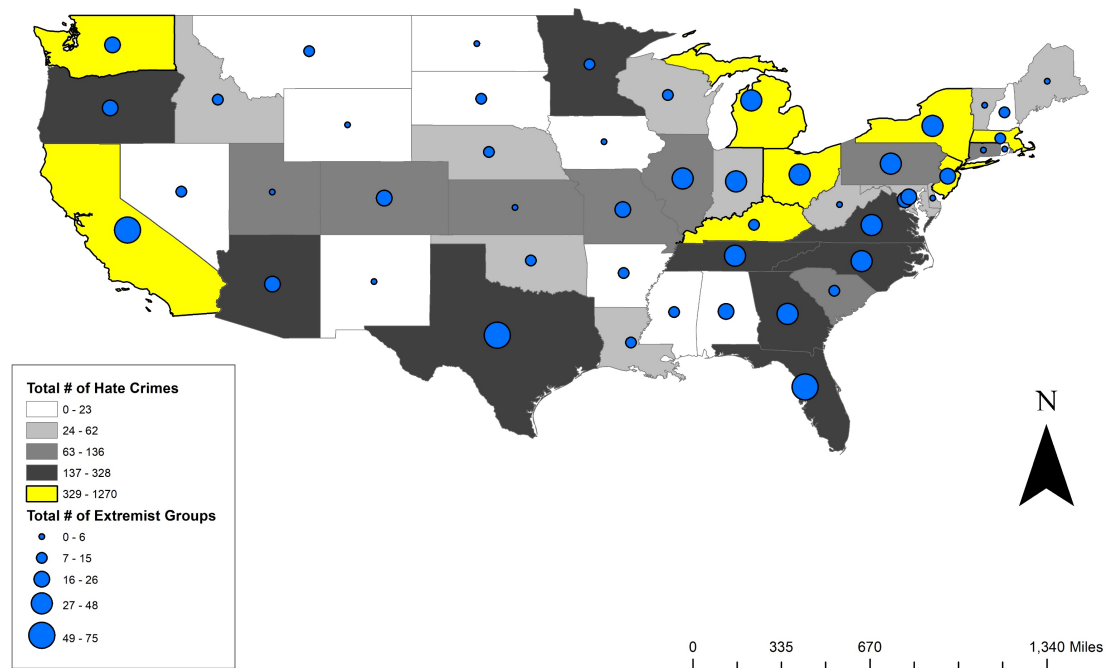 Total # of Hate Crimes
0 - 23
24 - 62
63 - 136
137 - 328
329 - 1270
Total # of Extremist Groups
0 - 6
7 - 15
16 - 26
27 - 48
49 - 75
N
0 335 670 1,340 Miles